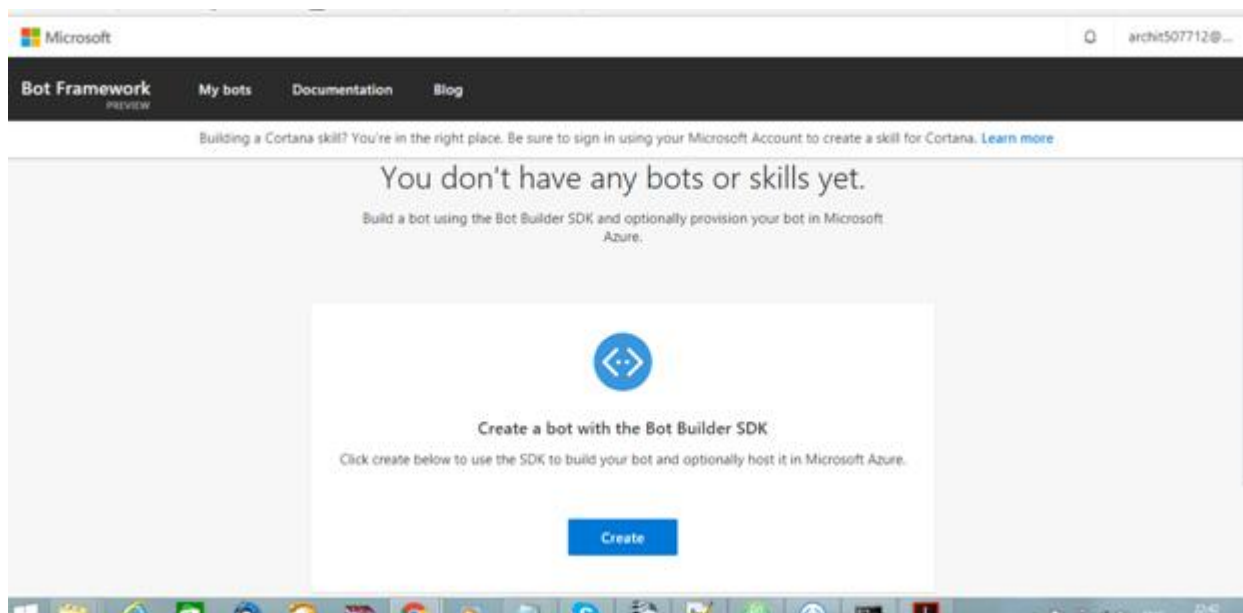 Microsoft
archit507712@...
Bot Framework
PREVIEW
My bots
Documentation
Blog
Building a Cortana skill? You're in the right place. Be sure to sign in using your Microsoft Account to create a skill for Cortana. Learn more
You don't have any bots or skills yet.
Build a bot using the Bot Builder SDK and optionally provision your bot in Microsoft
Azure.
Create a bot with the Bot Builder SDK
Click create below to use the SDK to build your bot and optionally host it in Microsoft Azure.
Create